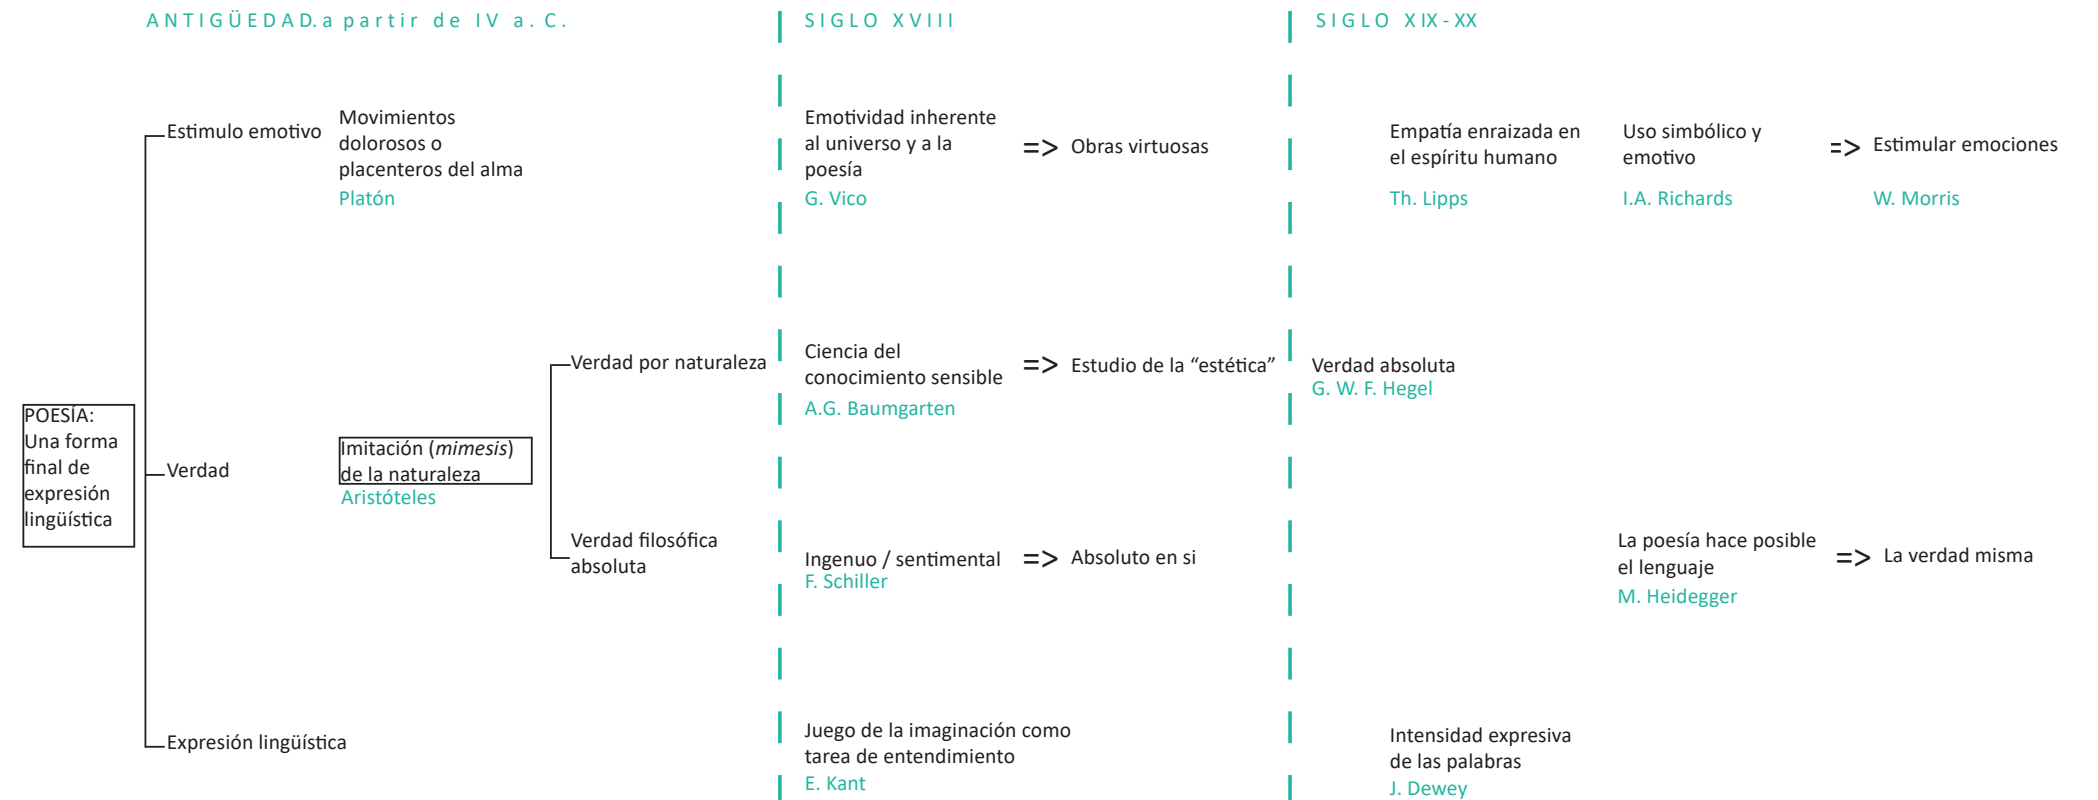 ANTIGÜEDAD. a partir de IV a. C.
SIGLO XVIII
SIGLO XIX-XX
Estimulo emotivo
Movimientos
dolorosos o
placenteros del alma
Platón
Emotividad inherente
al universo y a la
poesía
G. Vico
=> Obras virtuosas
Empatía enraizada en
el espíritu humano
Th. Lipps
Uso simbólico y
emotivo
I.A. Richards
=> Estimular emociones
W. Morris
POESÍA:
Una forma
final de
expresión
lingüística
Verdad
Imitación (mimesis)
de la naturaleza
Aristóteles
Verdad por naturaleza
Ciencia del
conocimiento sensible
A.G. Baumgarten
=> Estudio de la “estética”
Verdad absoluta
G. W. F. Hegel
Verdad filosófica
absoluta
Ingenuo / sentimental
F. Schiller
=> Absoluto en si
La poesía hace posible
el lenguaje
M. Heidegger
=> La verdad misma
Expresión lingüística
Juego de la imaginación como
tarea de entendimiento
E. Kant
Intensidad expresiva
de las palabras
J. Dewey